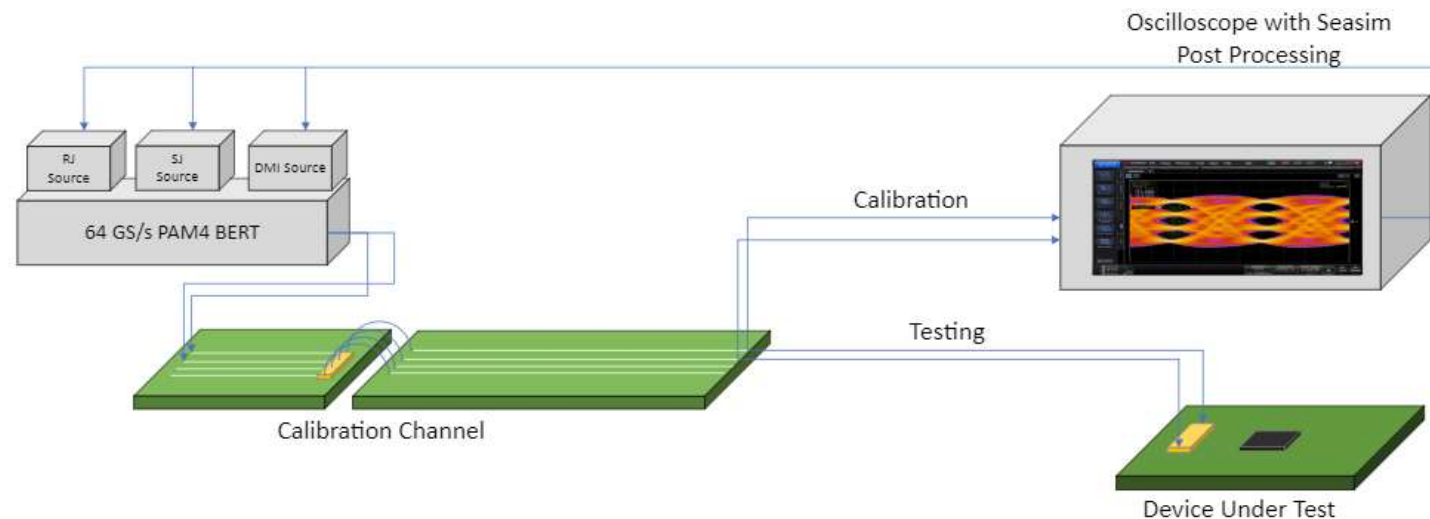 Oscilloscope with Seasim
Post Processing
RJ
Source
SJ
Source
DMI Source
64 GS/s PAM4 BERT
Calibration
Testing
Calibration Channel
Device Under Test